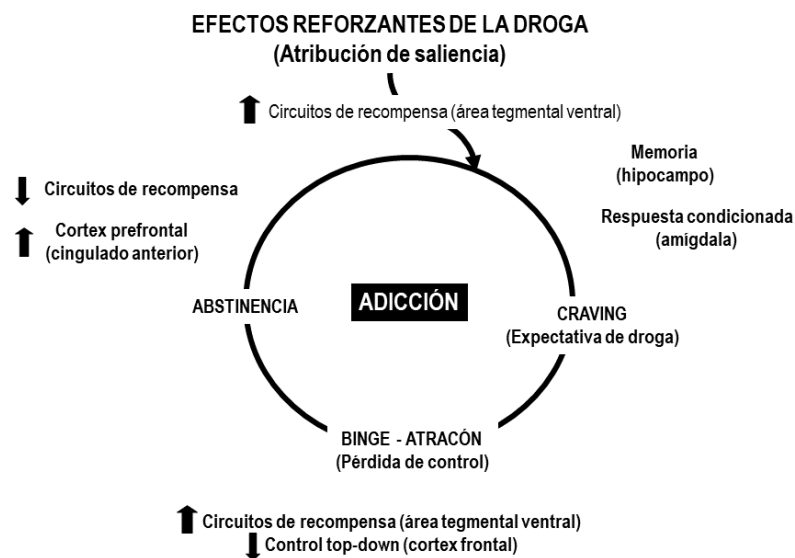 EFECTOS REFORZANTES DE LA DROGA
(Atribución de saliencia)
Circuitos de recompensa (área tegmental ventral)
Memoria
(hipocampo)
Respuesta condicionada
(amígdala)
Circuitos de recompensa
Cortex prefrontal
(cingulado anterior)
ABSTINENCIA
ADICCIÓN
CRAVING
(Expectativa de droga)
BINGE - ATRACÓN
(Pérdida de control)
Circuitos de recompensa (área tegmental ventral)
Control top-down (cortex frontal)